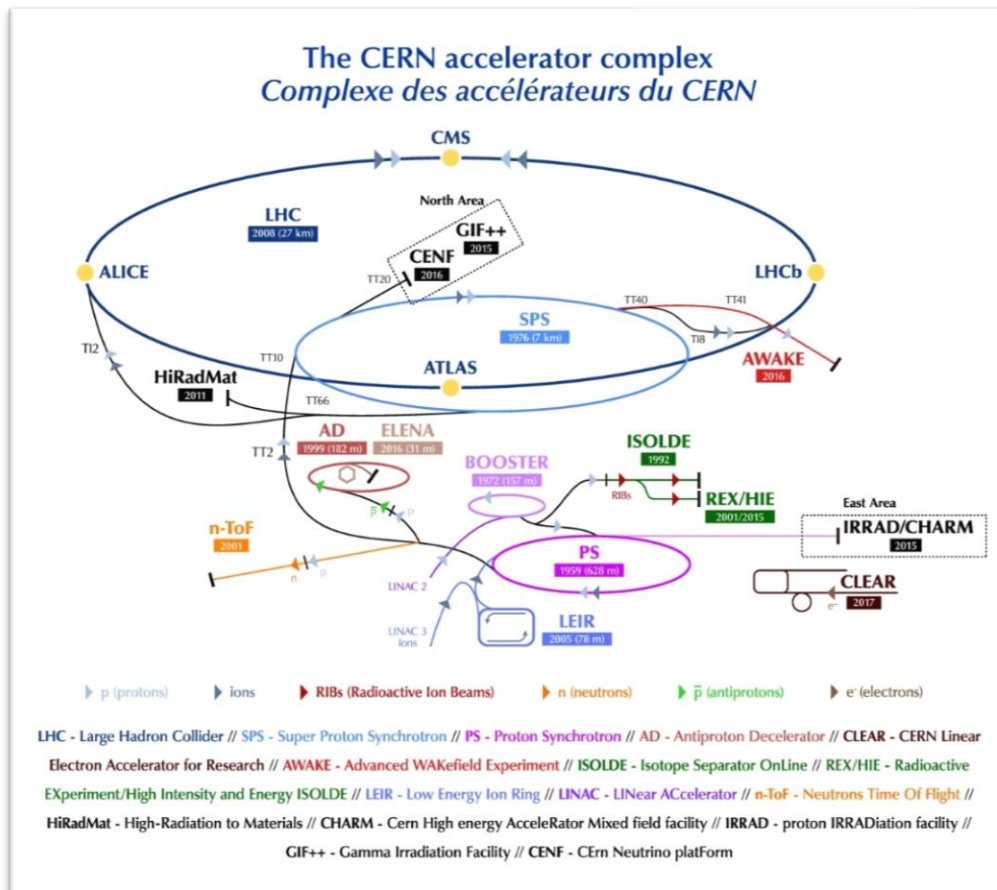 The CERN accelerator complex
Complexe des accélérateurs du CERN
CMS
North Area
LHC
2008 (27 km)
GIF++
2015
CENF
2016
ALICE
LHCb
TT20
TT40
TT41
SPS
1976 (7 km)
TI8
TI2
TT10
ATLAS
AWAKE
2016
HiRadMat
2011
TT66
AD
1999 (182 m)
ELENA
2016 (31 m)
TT2
ISOLDE
1992
BOOSTER
1972 (157 m)
RIBs
REX/HIE
2001/2015
p̅
p
East Area
n-ToF
2001
IRRAD/CHARM
2015
PS
1959 (628 m)
n
p
LINAC 2
CLEAR
2017
e-
LINAC 3
Ions
LEIR
2005 (78 m)
p (protons)
ions
RIBs (Radioactive Ion Beams)
n (neutrons)
p̅ (antiprotons)
e- (electrons)
LHC - Large Hadron Collider // SPS - Super Proton Synchrotron // PS - Proton Synchrotron // AD - Antiproton Decelerator // CLEAR - CERN Linear
Electron Accelerator for Research // AWAKE - Advanced WAKefield Experiment // ISOLDE - Isotope Separator OnLine // REX/HIE - Radioactive
EXperiment/High Intensity and Energy ISOLDE // LEIR - Low Energy Ion Ring // LINAC - LINear ACcelerator // n-ToF - Neutrons Time Of Flight //
HiRadMat - High-Radiation to Materials // CHARM - Cern High energy AcceleRator Mixed field facility // IRRAD - proton IRRADiation facility //
GIF++ - Gamma Irradiation Facility // CENF - CErn Neutrino platForm